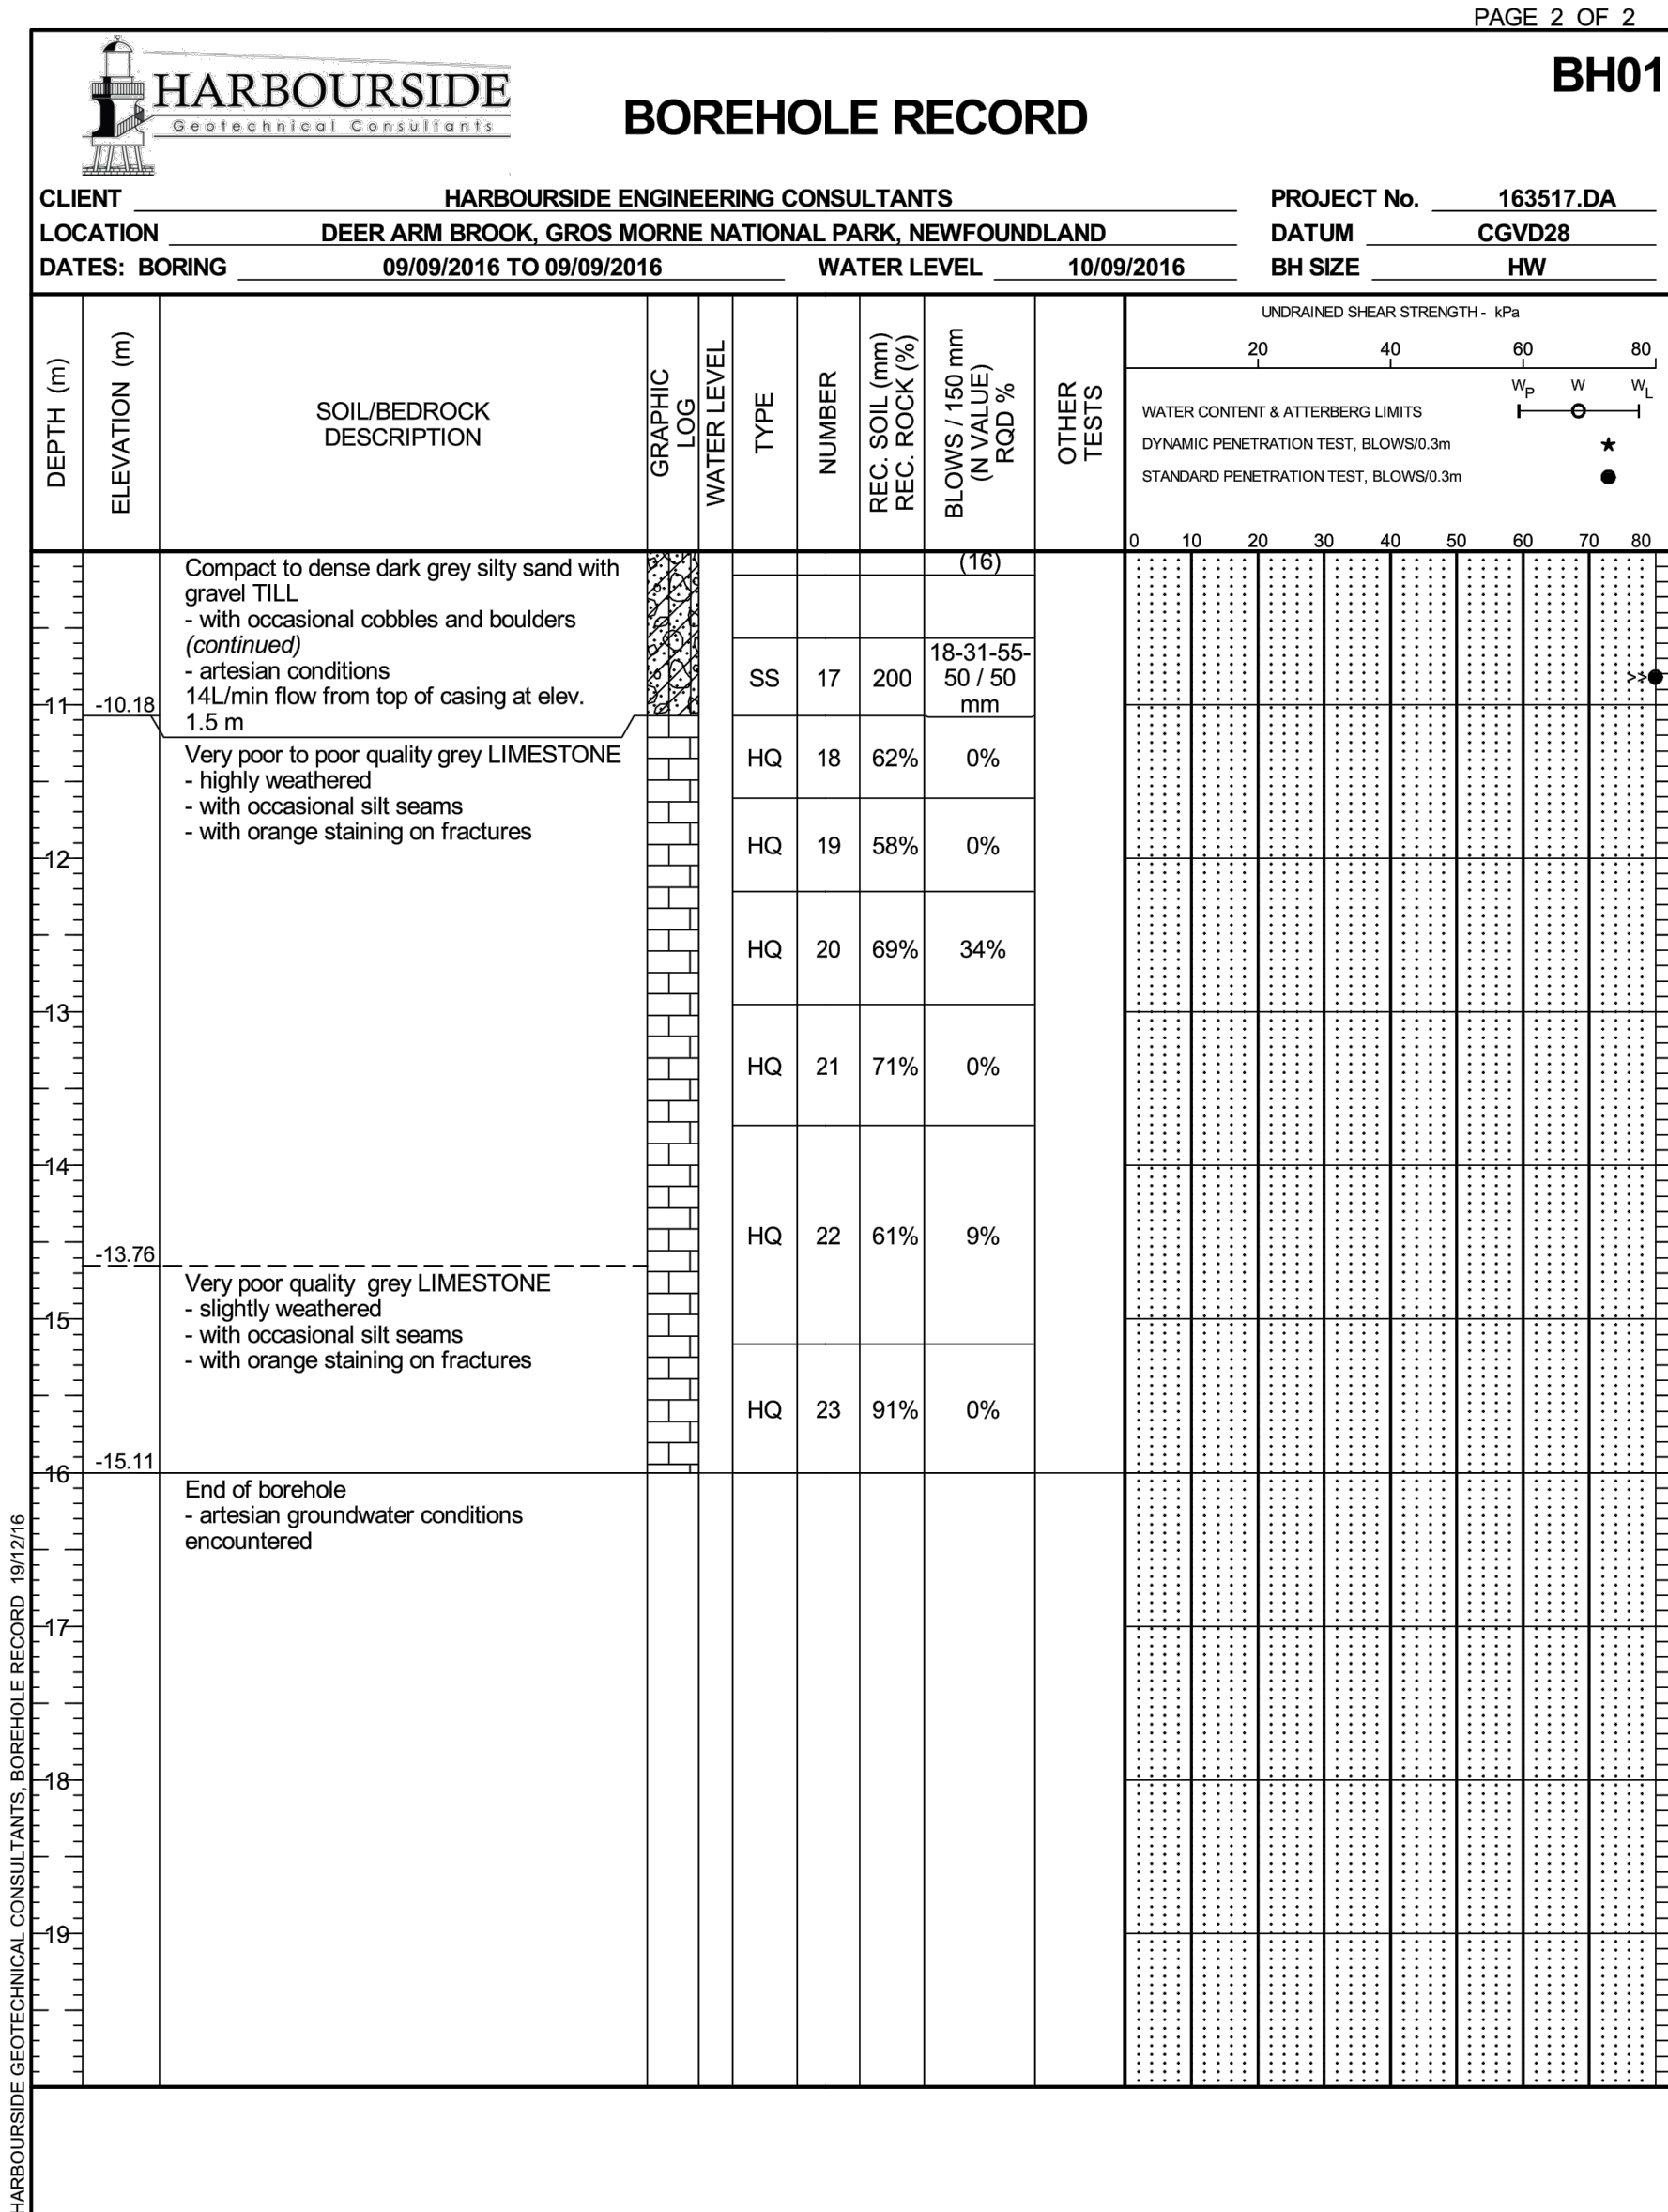 PAGE 2 OF 2
HARBOURSIDE
Geotechnical Consultants
BOREHOLE RECORD
BH01
CLIENT HARBOURSIDE ENGINEERING CONSULTANTS PROJECT No. 163517.DA
LOCATION DEER ARM BROOK, GROS MORNE NATIONAL PARK, NEWFOUNDLAND DATUM CGVD28
DATES: BORING 09/09/2016 TO 09/09/2016 WATER LEVEL 10/09/2016 BH SIZE HW
DEPTH (m)
ELEVATION (m)
SOIL/BEDROCK
DESCRIPTION
GRAPHIC
LOG
WATER LEVEL
TYPE
NUMBER
REC. SOIL (mm)
REC. ROCK (%)
BLOWS / 150 mm
(N VALUE)
RQD %
OTHER
TESTS
UNDRAINED SHEAR STRENGTH - kPa
20 40 60 80
WP W WL
WATER CONTENT & ATTERBERG LIMITS
DYNAMIC PENETRATION TEST, BLOWS/0.3m ★
STANDARD PENETRATION TEST, BLOWS/0.3m ●
0 10 20 30 40 50 60 70 80
(16)
Compact to dense dark grey silty sand with
gravel TILL
- with occasional cobbles and boulders
(continued)
- artesian conditions
14L/min flow from top of casing at elev.
1.5 m
SS 17 200 18-31-55-
50 / 50
mm
>>●
11 -10.18
Very poor to poor quality grey LIMESTONE
- highly weathered
- with occasional silt seams
- with orange staining on fractures
HQ 18 62% 0%
HQ 19 58% 0%
12
HQ 20 69% 34%
13
HQ 21 71% 0%
14
HQ 22 61% 9%
-13.76
Very poor quality grey LIMESTONE
- slightly weathered
- with occasional silt seams
- with orange staining on fractures
15
HQ 23 91% 0%
-15.11
16
End of borehole
- artesian groundwater conditions
encountered
17
18
19
HARBOURSIDE GEOTECHNICAL CONSULTANTS, BOREHOLE RECORD 19/12/16